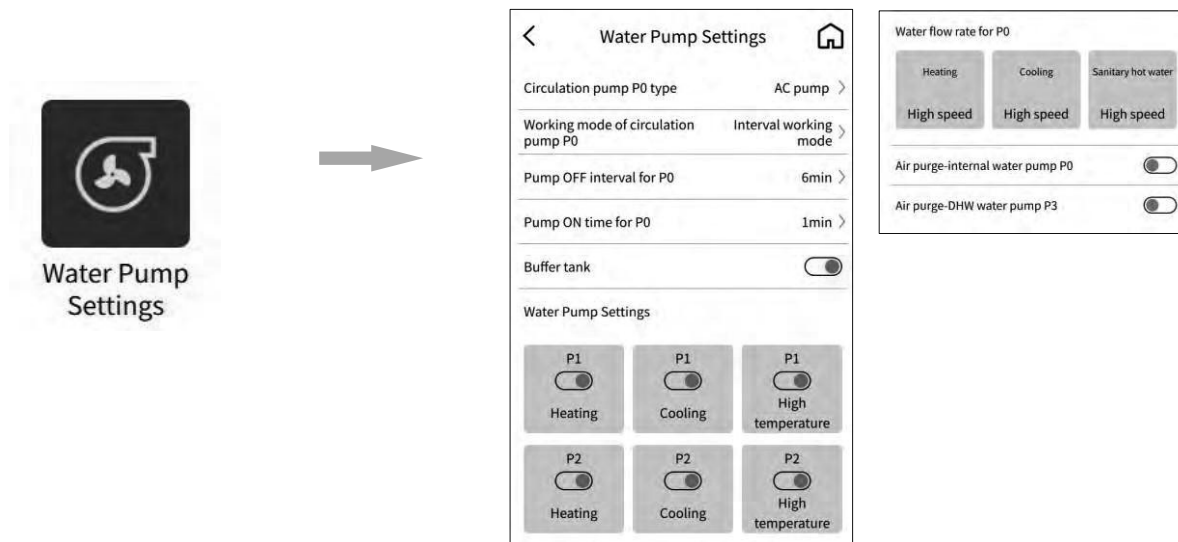 Water Pump
Settings
Water Pump Settings
Circulation pump P0 type
AC pump
Working mode of circulation
pump P0
Interval working
mode
Pump OFF interval for P0
6min
Pump ON time for P0
1min
Buffer tank
Water Pump Settings
P1
Heating
P1
Cooling
P1
High
temperature
P2
Heating
P2
Cooling
P2
High
temperature
Water flow rate for P0
Heating
High speed
Cooling
High speed
Sanitary hot water
High speed
Air purge-internal water pump P0
Air purge-DHW water pump P3